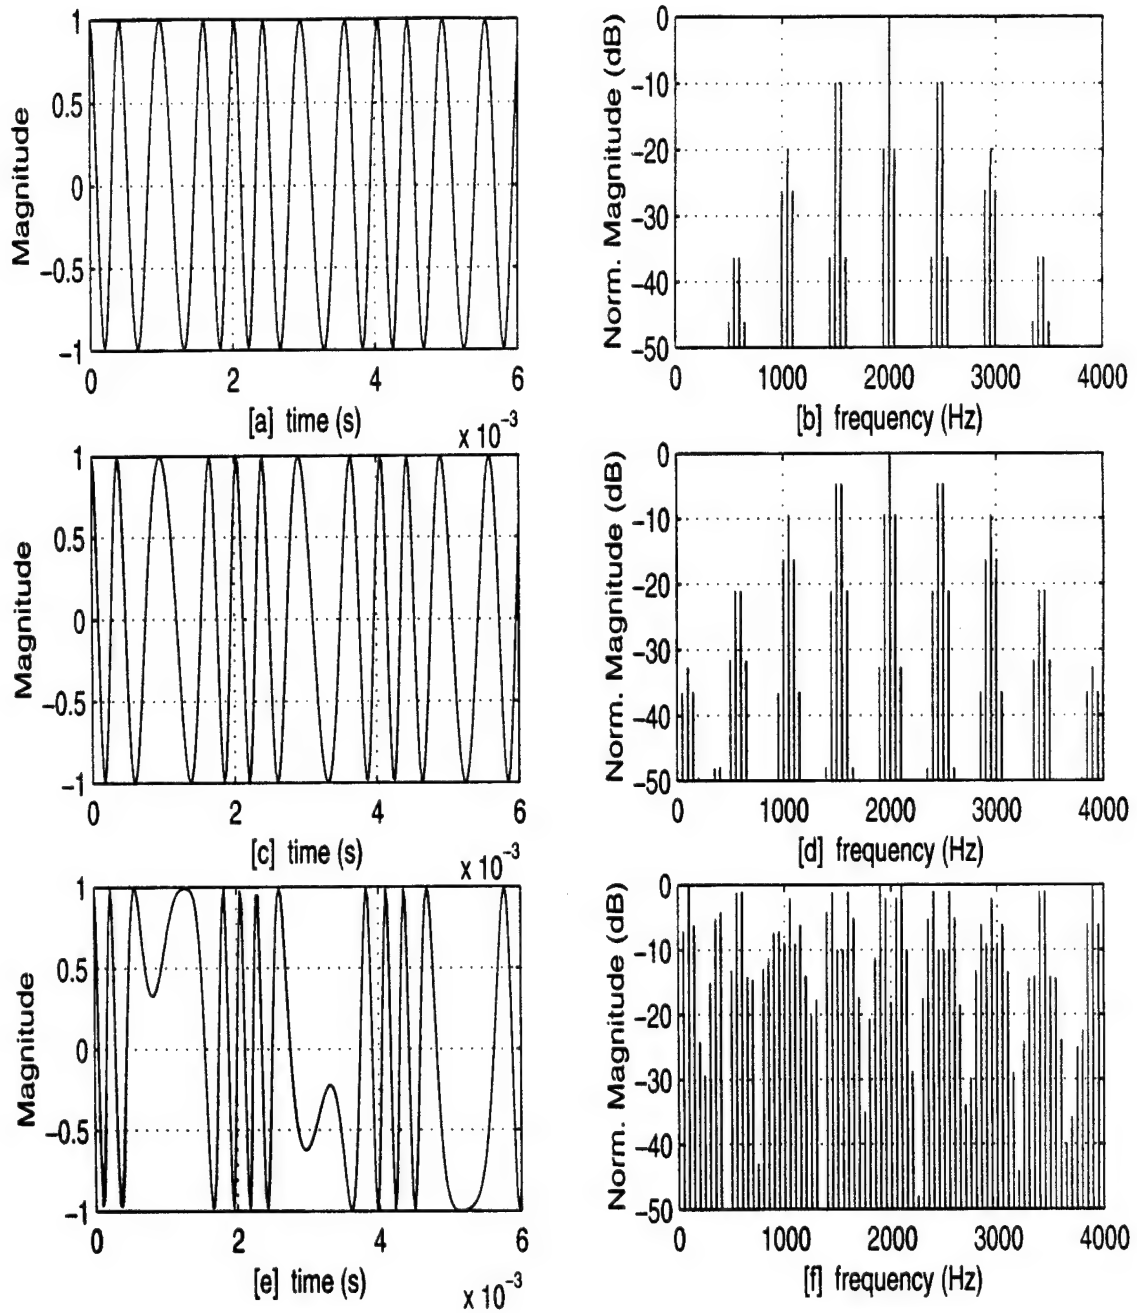 Magnitude
1
0.5
0
−0.5
−1
0 2 4 6
[a] time (s)
x 10⁻³
Norm. Magnitude (dB)
0
−10
−20
−30
−40
−50
0 1000 2000 3000 4000
[b] frequency (Hz)
Magnitude
1
0.5
0
−0.5
−1
0 2 4 6
[c] time (s)
x 10⁻³
Norm. Magnitude (dB)
0
−10
−20
−30
−40
−50
0 1000 2000 3000 4000
[d] frequency (Hz)
Magnitude
1
0.5
0
−0.5
−1
0 2 4 6
[e] time (s)
x 10⁻³
Norm. Magnitude (dB)
0
−10
−20
−30
−40
−50
0 1000 2000 3000 4000
[f] frequency (Hz)